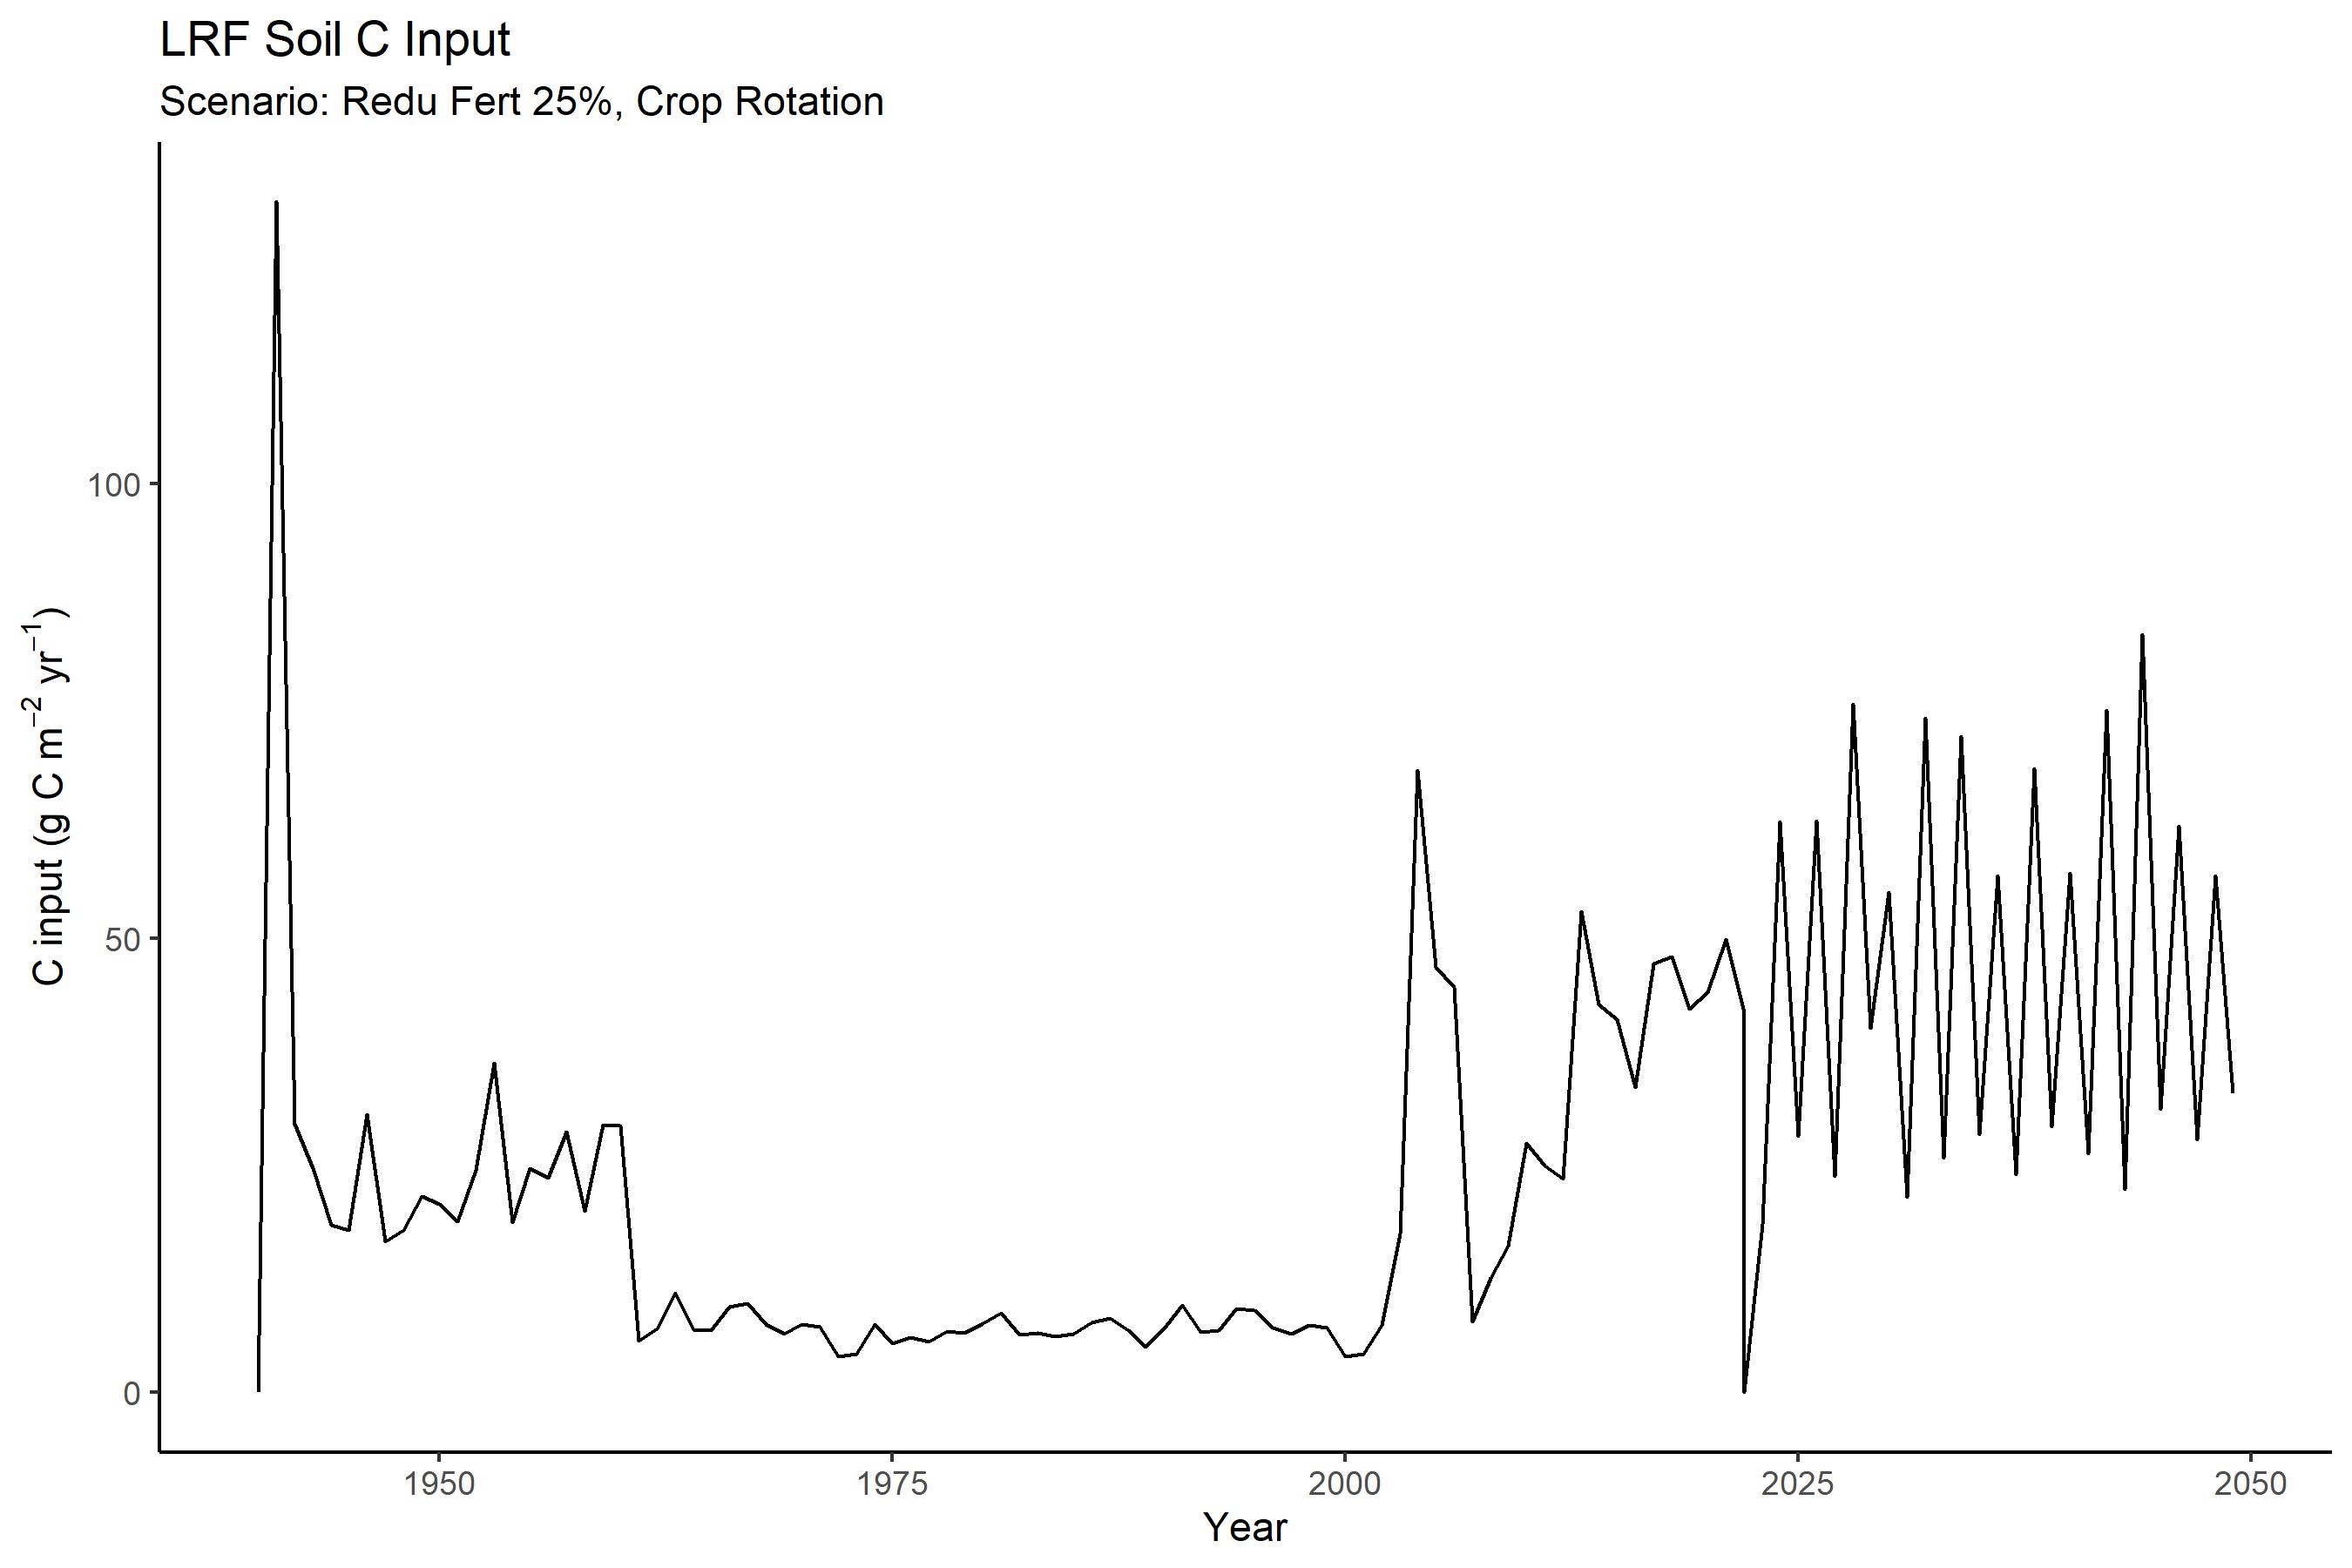 LRF Soil C Input
Scenario: Redu Fert 25%, Crop Rotation
C input (g C m⁻² yr⁻¹)
100
50
0
1950 1975 2000 2025 2050
Year